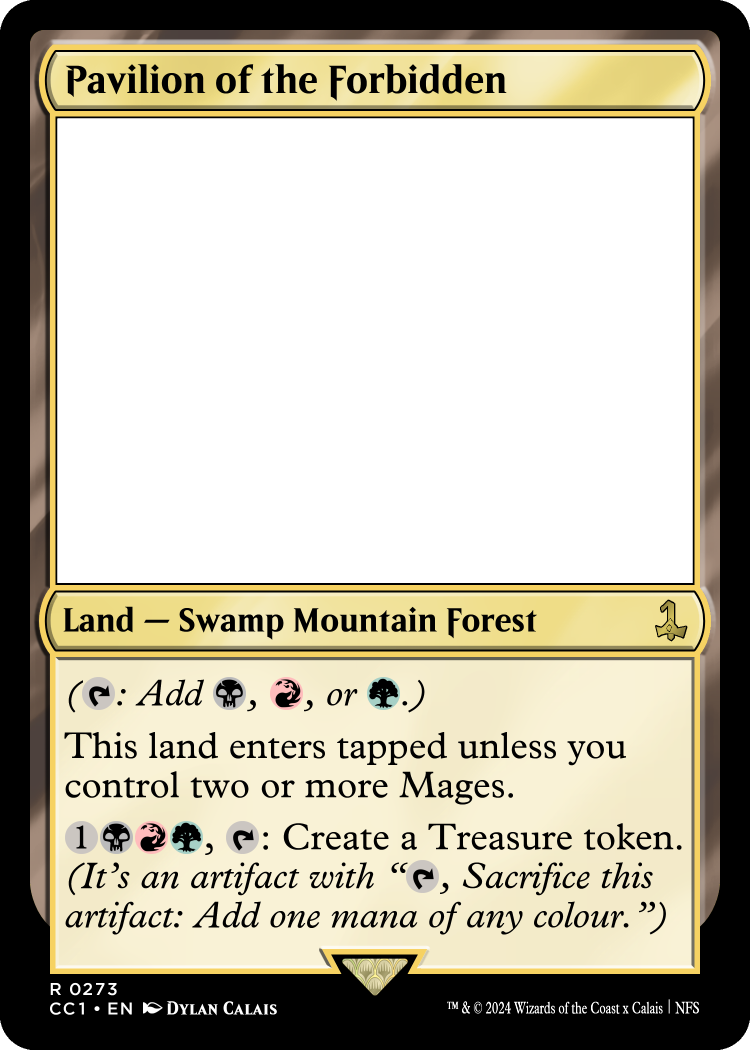 Pavilion of the Forbidden
Land — Swamp Mountain Forest
(: Add , , or .)
This land enters tapped unless you
control two or more Mages.
1, : Create a Treasure token.
(It's an artifact with “, Sacrifice this
artifact: Add one mana of any colour.”)
R 0273
CC1 • EN Dylan Calais
™ & © 2024 Wizards of the Coast x Calais | NFS